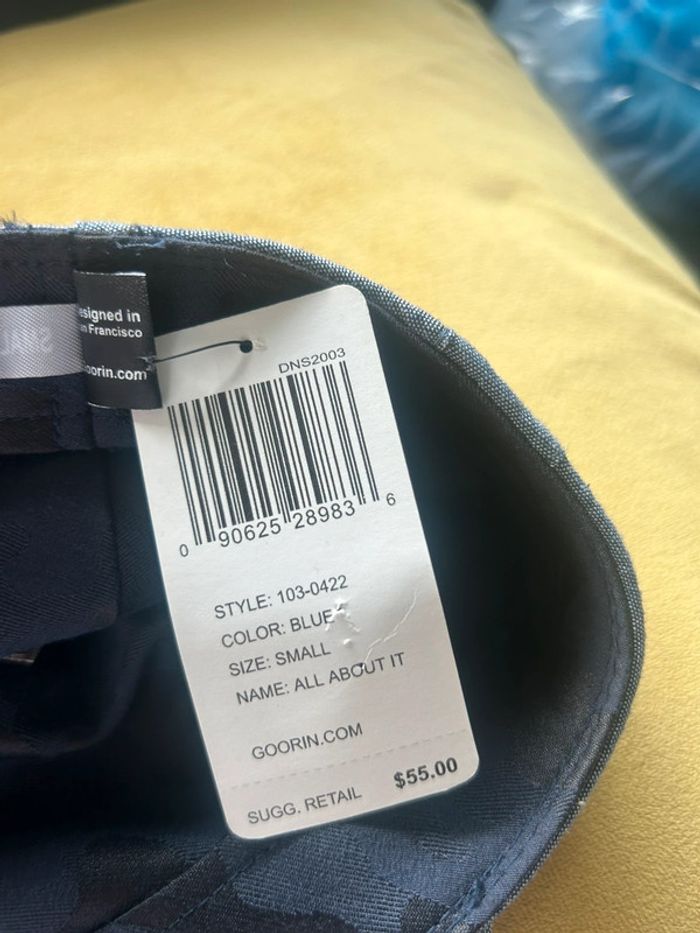 esigned in
n Francisco
oorin.com
DNS2003
0 90625 28983 6
STYLE: 103-0422
COLOR: BLUE
SIZE: SMALL
NAME: ALL ABOUT IT
GOORIN.COM
SUGG. RETAIL $55.00